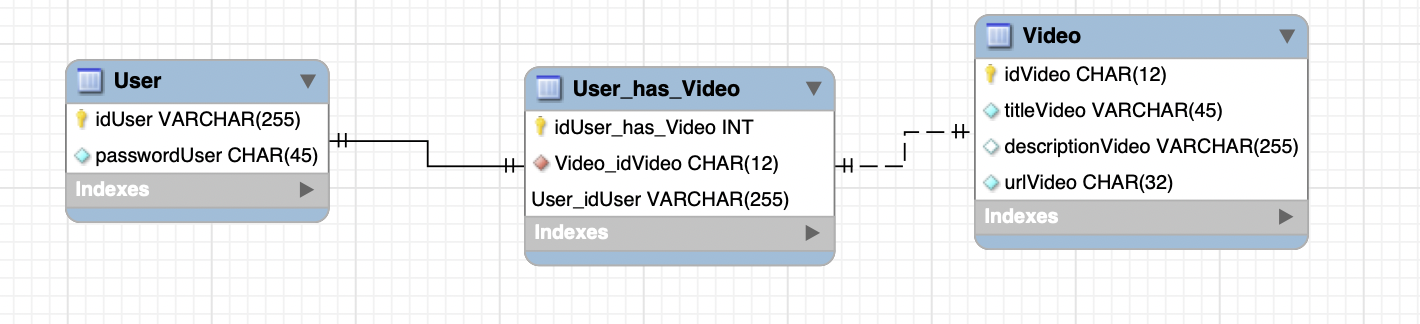 User
idUser VARCHAR(255)
passwordUser CHAR(45)
Indexes
User_has_Video
idUser_has_Video INT
Video_idVideo CHAR(12)
User_idUser VARCHAR(255)
Indexes
Video
idVideo CHAR(12)
titleVideo VARCHAR(45)
descriptionVideo VARCHAR(255)
urlVideo CHAR(32)
Indexes